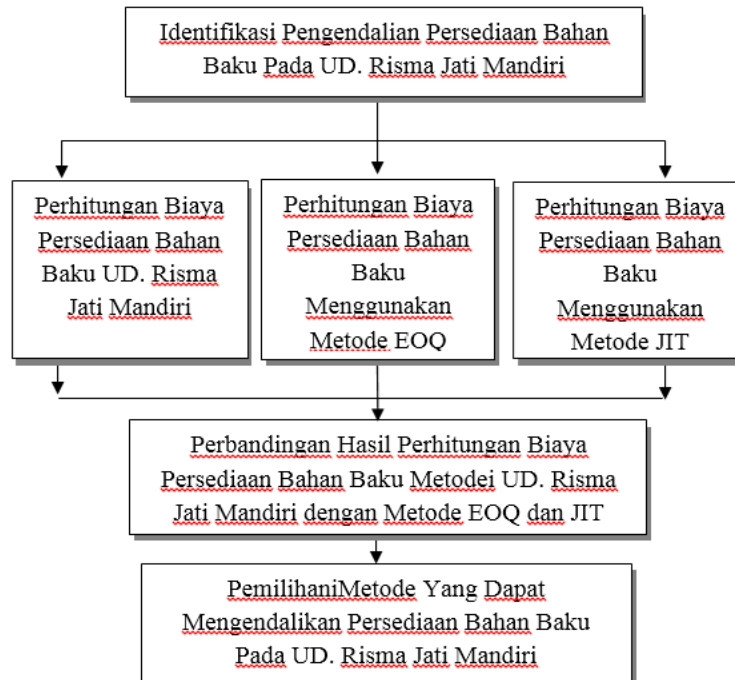 Identifikasi Pengendalian Persediaan Bahan
Baku Pada UD. Risma Jati Mandiri
Perhitungan Biaya
Persediaan Bahan
Baku UD. Risma
Jati Mandiri
Perhitungan Biaya
Persediaan Bahan
Baku
Menggunakan
Metode EOQ
Perhitungan Biaya
Persediaan Bahan
Baku
Menggunakan
Metode JIT
Perbandingan Hasil Perhitungan Biaya
Persediaan Bahan Baku Metodei UD. Risma
Jati Mandiri dengan Metode EOQ dan JIT
PemilihaniMetode Yang Dapat
Mengendalikan Persediaan Bahan Baku
Pada UD. Risma Jati Mandiri